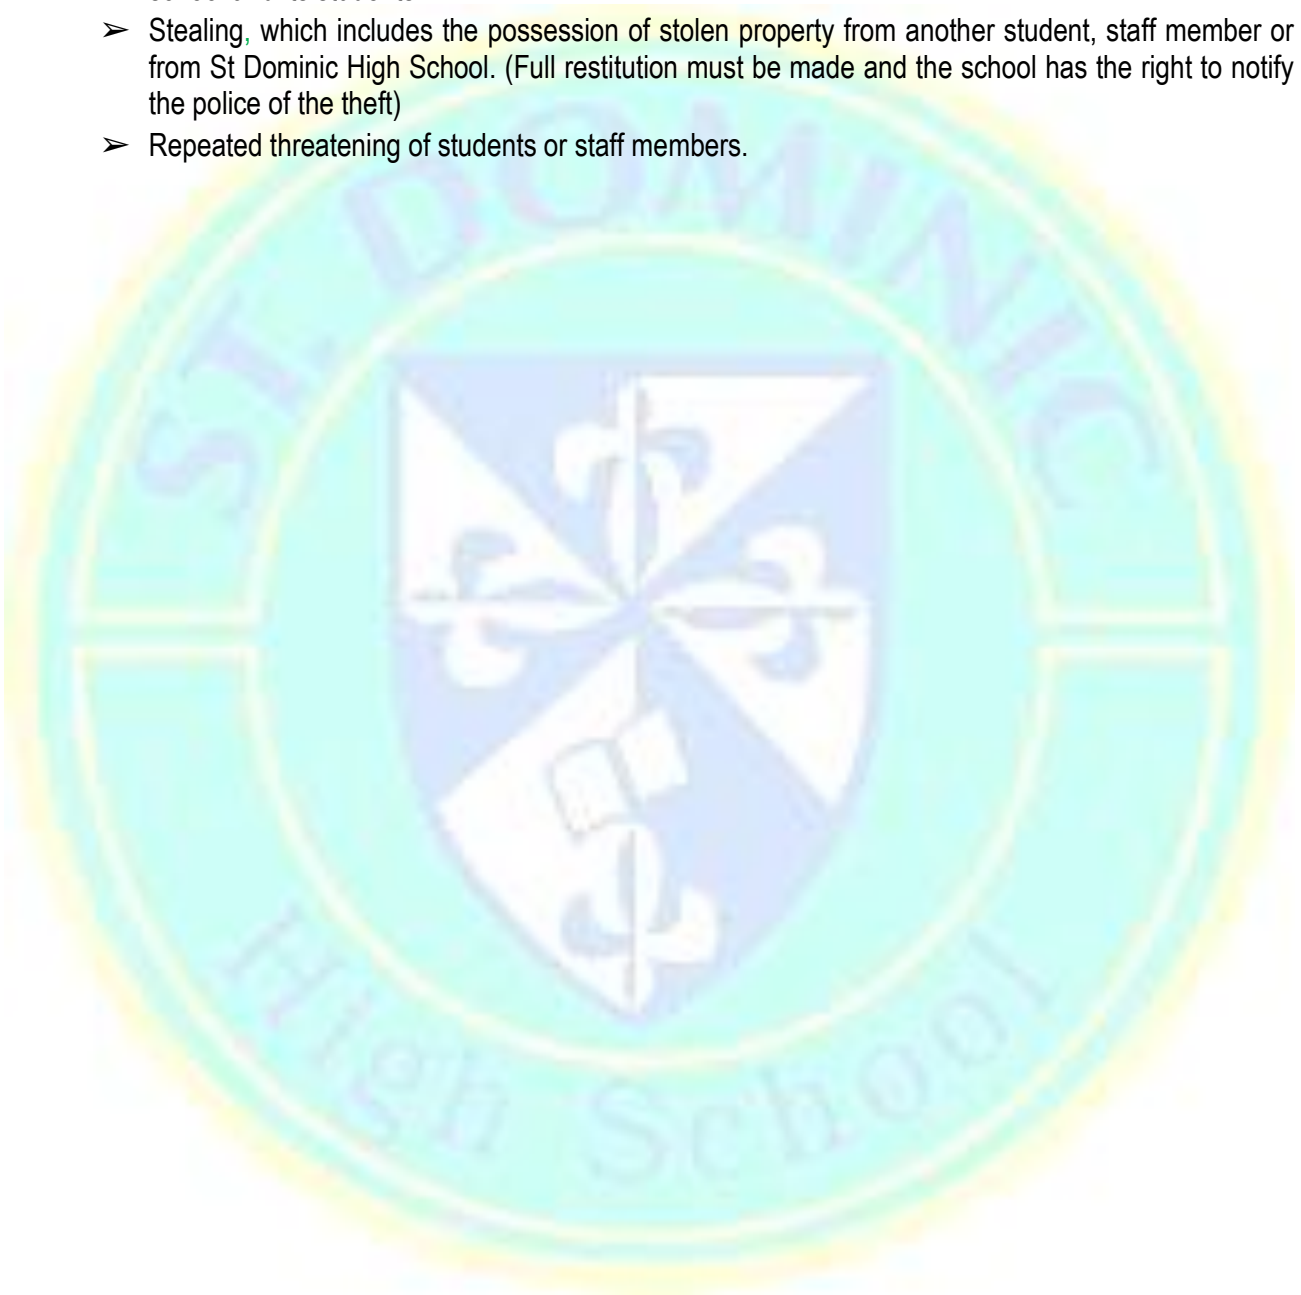 ➢ Stealing, which includes the possession of stolen property from another student, staff member or
from St Dominic High School. (Full restitution must be made and the school has the right to notify
the police of the theft)
➢ Repeated threatening of students or staff members.
ST. DOMINIC
High School